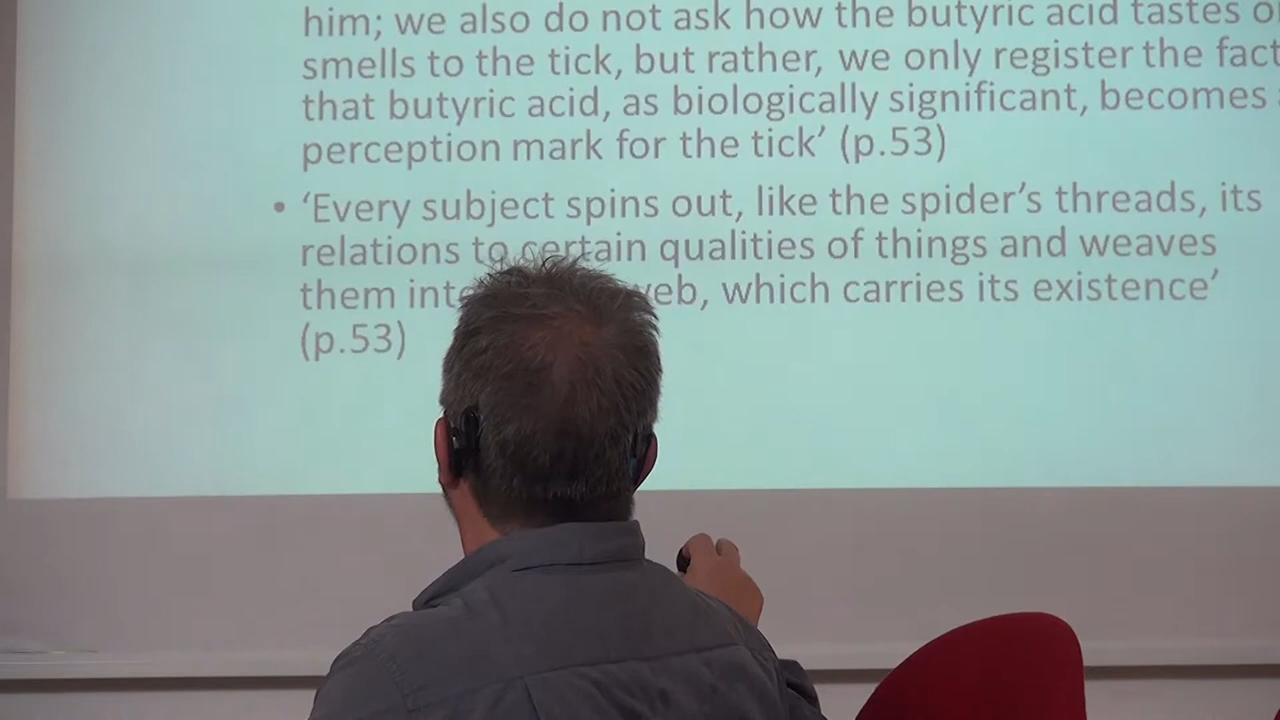 him; we also do not ask how the butyric acid tastes
smells to the tick, but rather, we only register the fact
that butyric acid, as biologically significant, becomes
perception mark for the tick’ (p.53)
• ‘Every subject spins out, like the spider’s threads, its
relations to certain qualities of things and weaves
them which carries its existence’
(p.53)